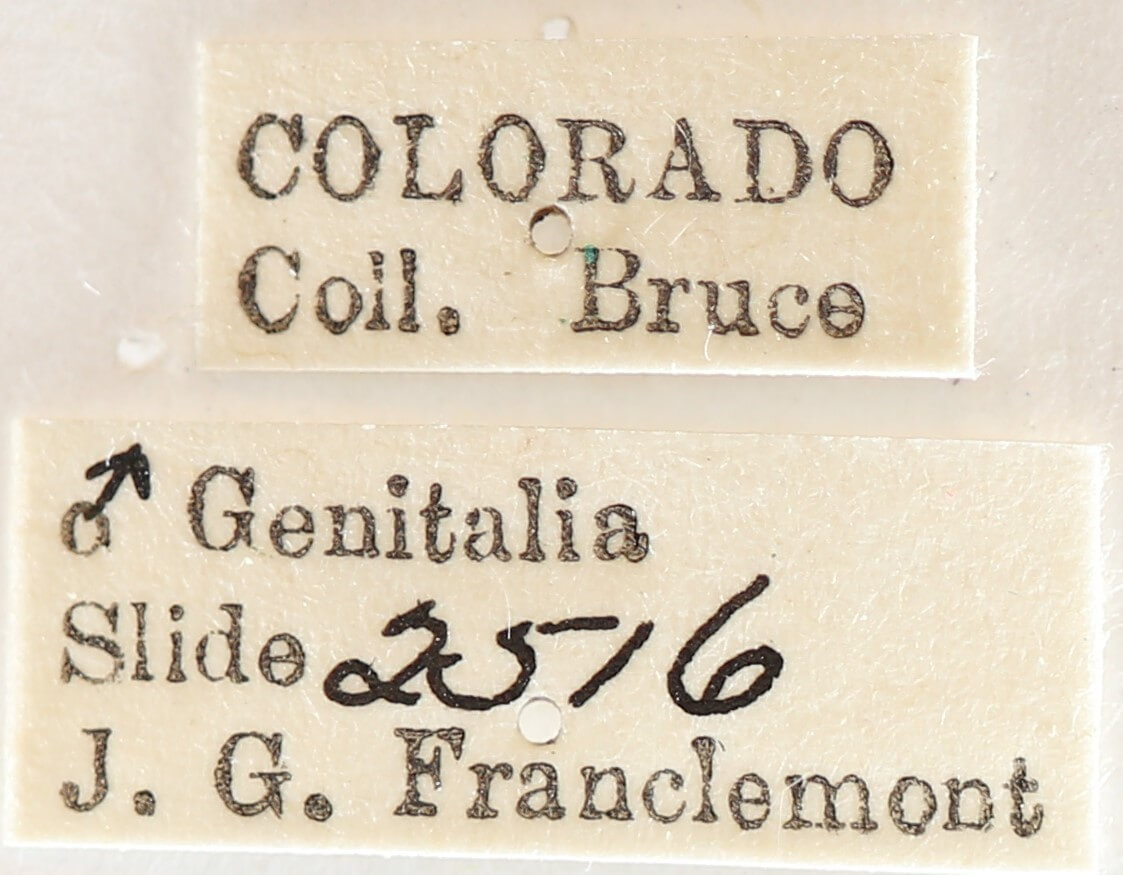 COLORADO
Coll. Bruce
♂ Genitalia
Slide 2516
J. G. Franclemont